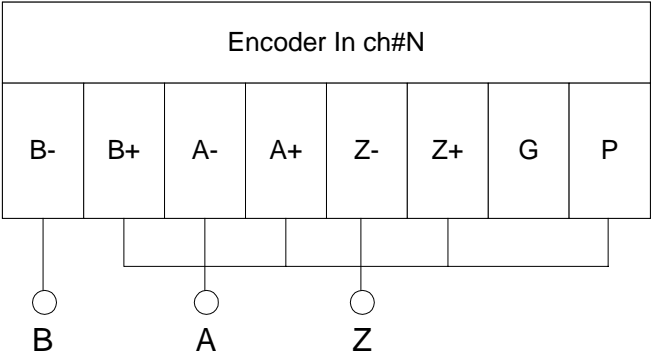 Encoder In ch#N
B- B+ A- A+ Z- Z+ G P
B A Z